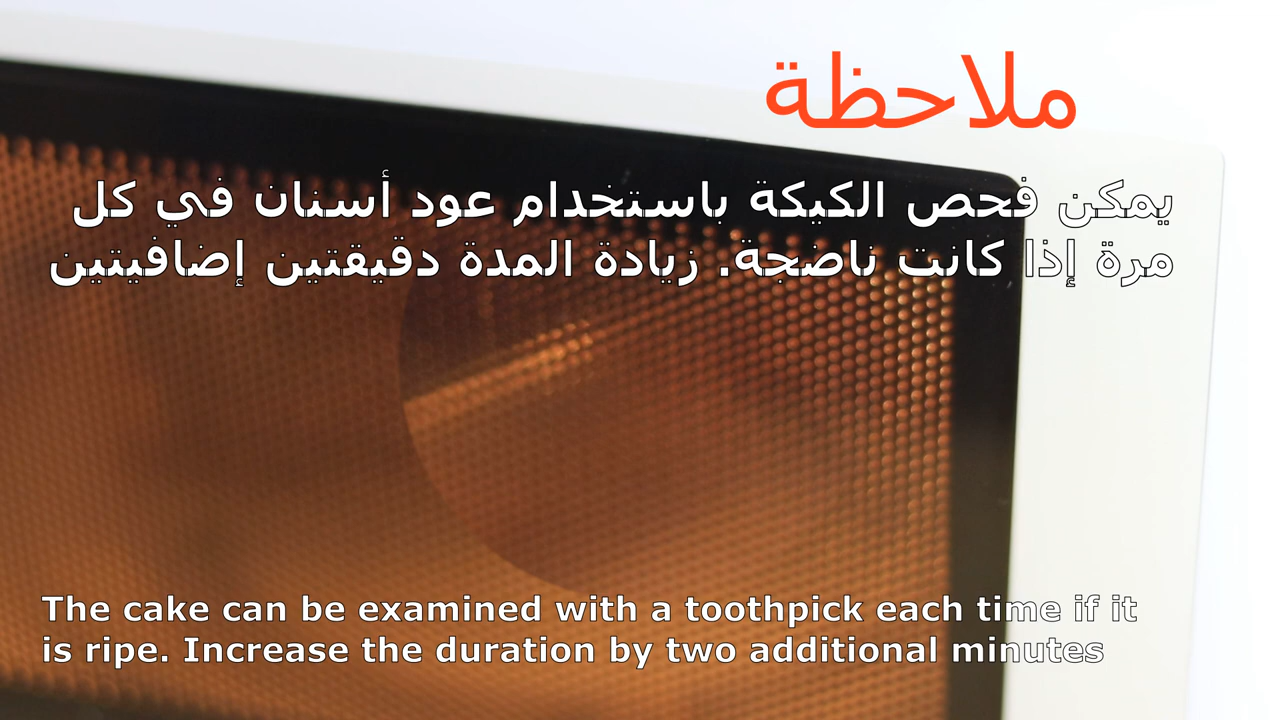 ملاحظة
يمكن فحص الكيكة باستخدام عود أسنان في كل
مرة إذا كانت ناضجة. زيادة المدة دقيقتين إضافيتين
The cake can be examined with a toothpick each time if it
is ripe. Increase the duration by two additional minutes